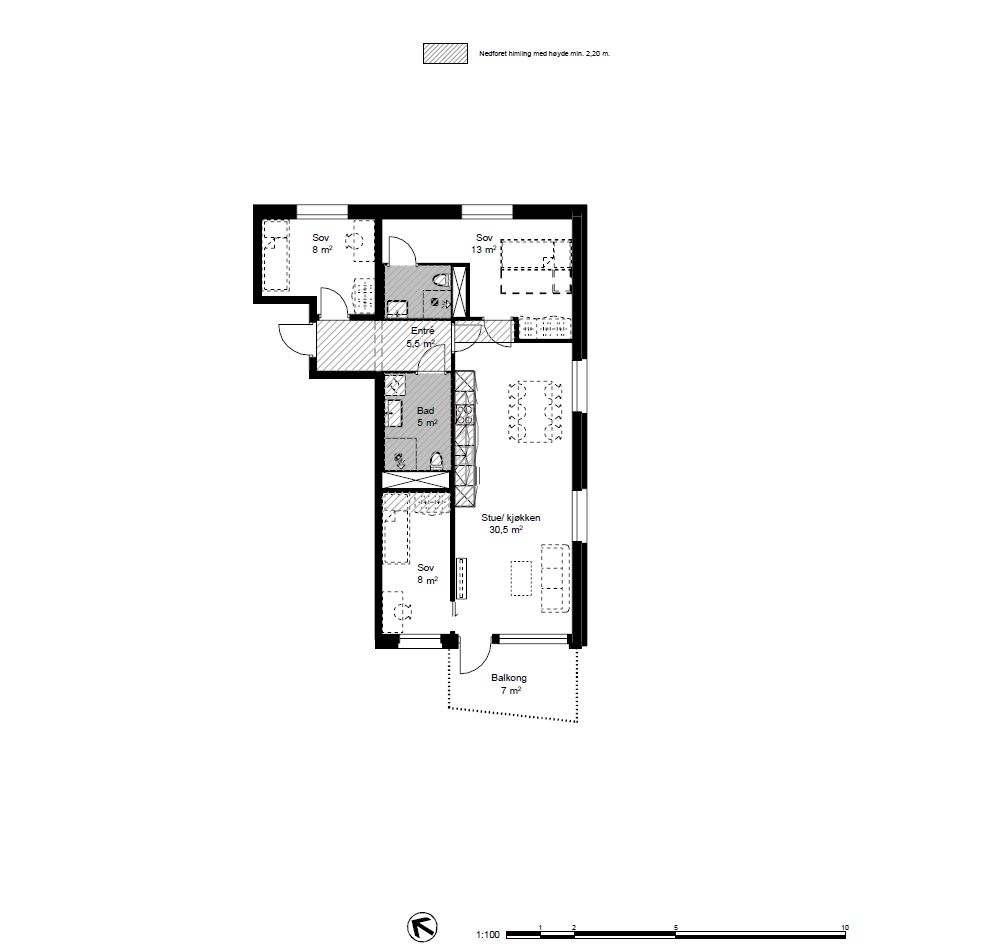 Nedforet himling med høyde min. 2,20 m.
Sov
8 m²
Sov
13 m²
Entré
5,5 m²
Bad
5 m²
Stue/ kjøkken
30,5 m²
Sov
8 m²
Balkong
7 m²
1:100
1 2 5 10